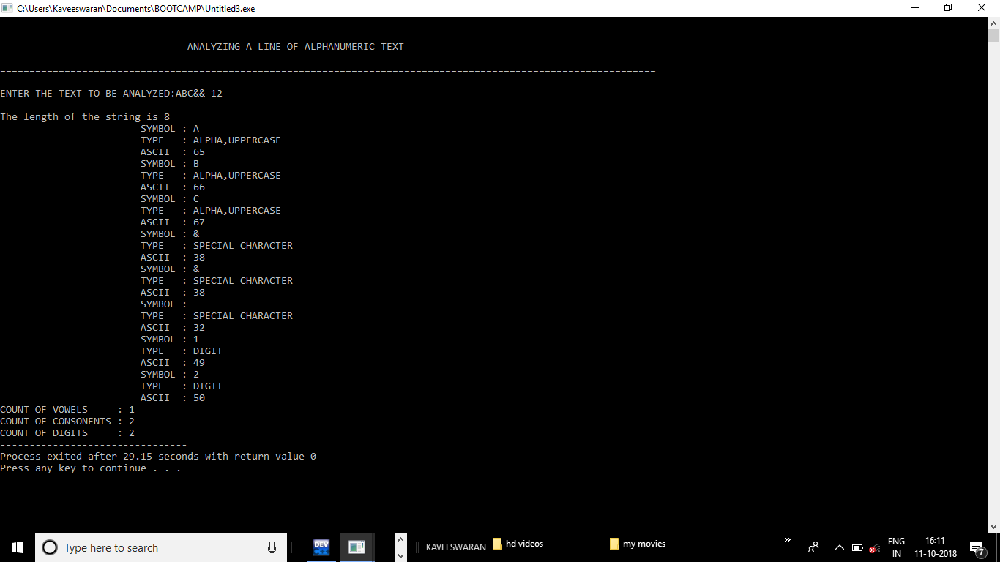 C:\Users\Kaveeswaran\Documents\BOOTCAMP\Untitled3.exe
ANALYZING A LINE OF ALPHANUMERIC TEXT
================================================================================================================
ENTER THE TEXT TO BE ANALYZED:ABC&& 12
The length of the string is 8
SYMBOL : A
TYPE   : ALPHA,UPPERCASE
ASCII  : 65
SYMBOL : B
TYPE   : ALPHA,UPPERCASE
ASCII  : 66
SYMBOL : C
TYPE   : ALPHA,UPPERCASE
ASCII  : 67
SYMBOL : &
TYPE   : SPECIAL CHARACTER
ASCII  : 38
SYMBOL : &
TYPE   : SPECIAL CHARACTER
ASCII  : 38
SYMBOL :
TYPE   : SPECIAL CHARACTER
ASCII  : 32
SYMBOL : 1
TYPE   : DIGIT
ASCII  : 49
SYMBOL : 2
TYPE   : DIGIT
ASCII  : 50
COUNT OF VOWELS     : 1
COUNT OF CONSONENTS : 2
COUNT OF DIGITS     : 2
--------------------------------
Process exited after 29.15 seconds with return value 0
Press any key to continue . . .
Type here to search
DEV
KAVEESWARAN
hd videos
my movies
»
ENG
IN
16:11
11-10-2018
7